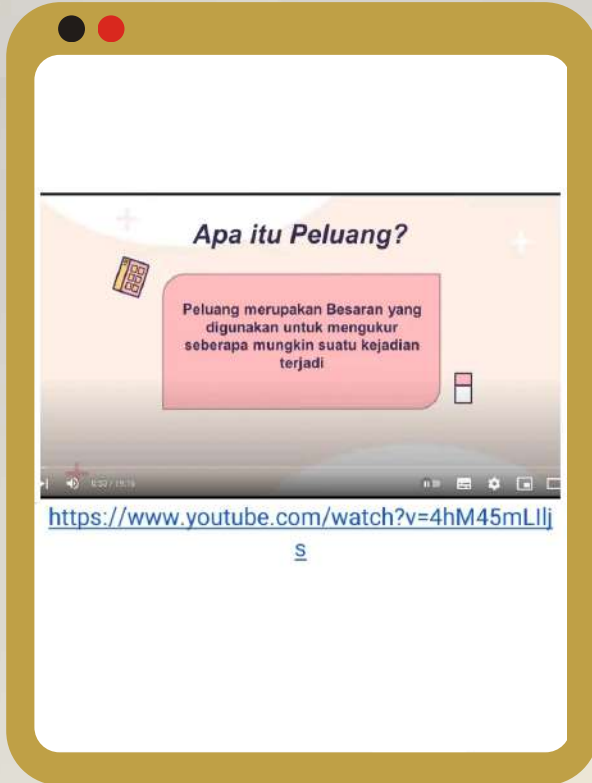 Apa itu Peluang?
Peluang merupakan Besaran yang
digunakan untuk mengukur
seberapa mungkin suatu kejadian
terjadi
https://www.youtube.com/watch?v=4hM45mLIlj
s